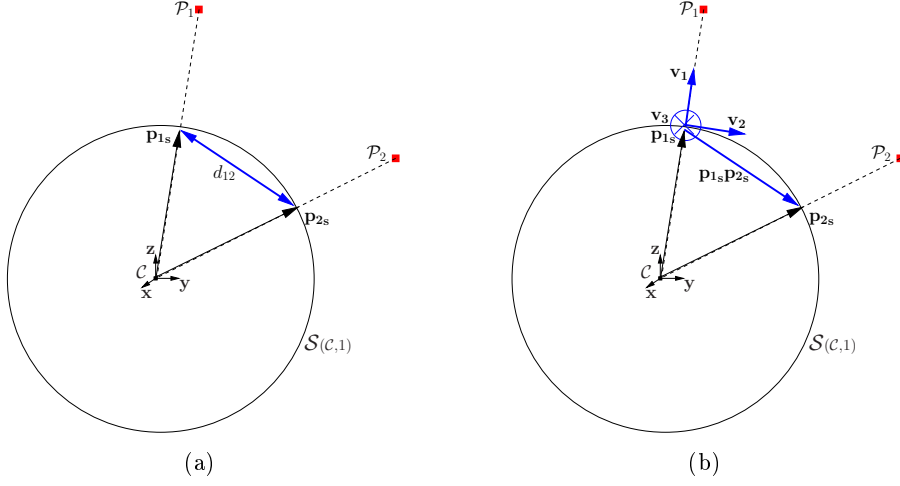 P₁
p₁ₛ
d₁₂
P₂
p₂ₛ
z
C
y
x
S(C,1)
(a)
P₁
v₁
v₃
v₂
p₁ₛ
p₁ₛp₂ₛ
P₂
p₂ₛ
z
C
y
x
S(C,1)
(b)